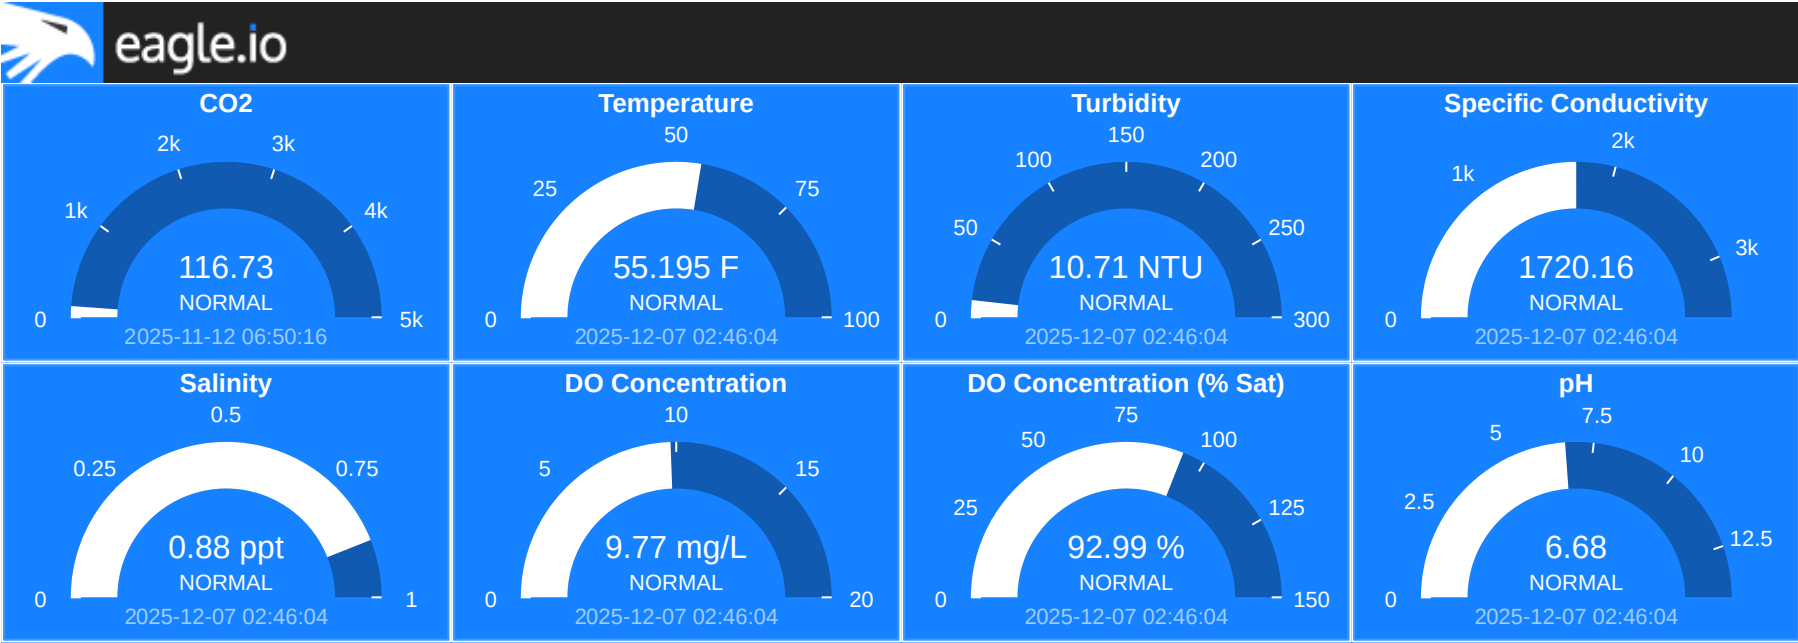 eagle.io
CO2
2k 3k
1k 4k
116.73
NORMAL
0 5k
2025-11-12 06:50:16
Temperature
50
25 75
55.195 F
NORMAL
0 100
2025-12-07 02:46:04
Turbidity
150
100 200
50 250
10.71 NTU
NORMAL
0 300
2025-12-07 02:46:04
Specific Conductivity
2k
1k
3k
1720.16
NORMAL
0
2025-12-07 02:46:04
Salinity
0.5
0.25 0.75
0.88 ppt
NORMAL
0 1
2025-12-07 02:46:04
DO Concentration
10
5 15
9.77 mg/L
NORMAL
0 20
2025-12-07 02:46:04
DO Concentration (% Sat)
75
50 100
25 125
92.99 %
NORMAL
0 150
2025-12-07 02:46:04
pH
7.5
5
10
2.5
12.5
6.68
NORMAL
0
2025-12-07 02:46:04